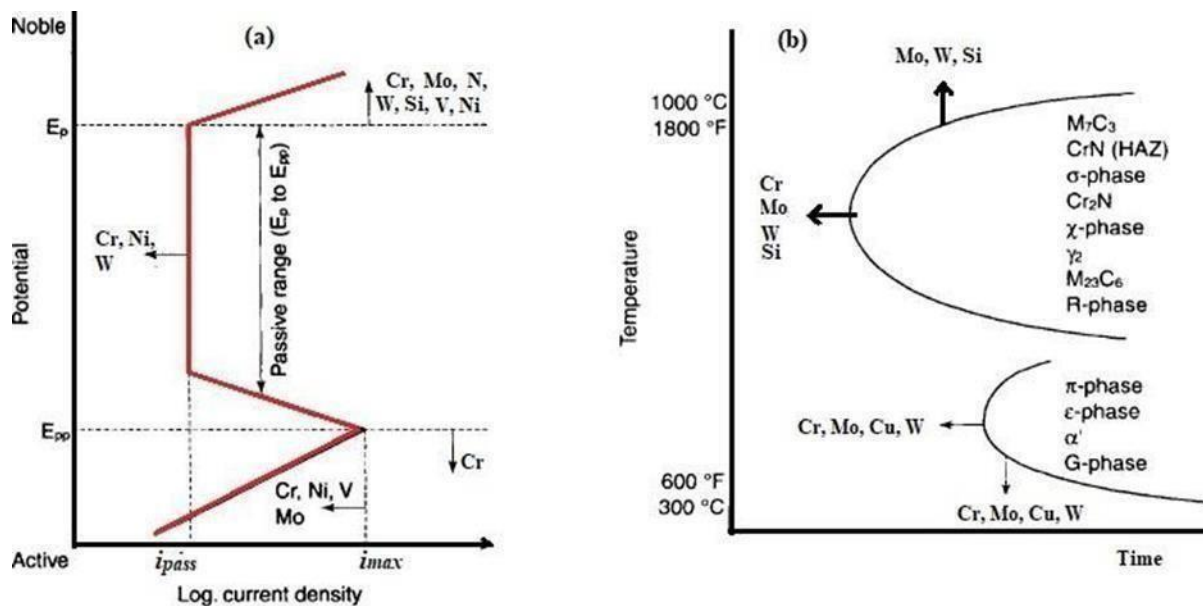 Noble
(a)
Cr, Mo, N,
W, Si, V, Ni
Ep
Passive range (Ep to Epp)
Cr, Ni,
W
Potential
Epp
Cr
Cr, Ni, V
Mo
Active
ipass
imax
Log. current density
(b)
Mo, W, Si
1000 °C
1800 °F
M7C3
CrN (HAZ)
σ-phase
Cr2N
χ-phase
γ2
M23C6
R-phase
Cr
Mo
W
Si
Temperature
π-phase
ε-phase
α'
G-phase
Cr, Mo, Cu, W
600 °F
300 °C
Cr, Mo, Cu, W
Time